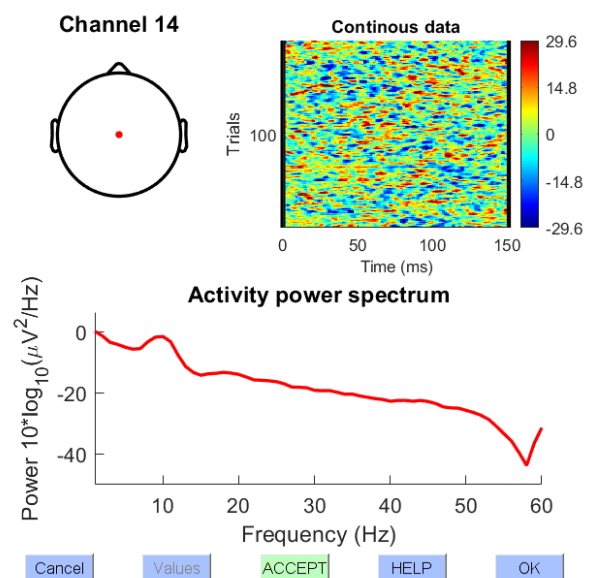 Channel 14
Continous data
Trials
100
0
50
100
150
Time (ms)
29.6
14.8
0
-14.8
-29.6
Activity power spectrum
Power 10*log10(μV2/Hz)
0
-20
-40
10
20
30
40
50
60
Frequency (Hz)
Cancel
Values
ACCEPT
HELP
OK